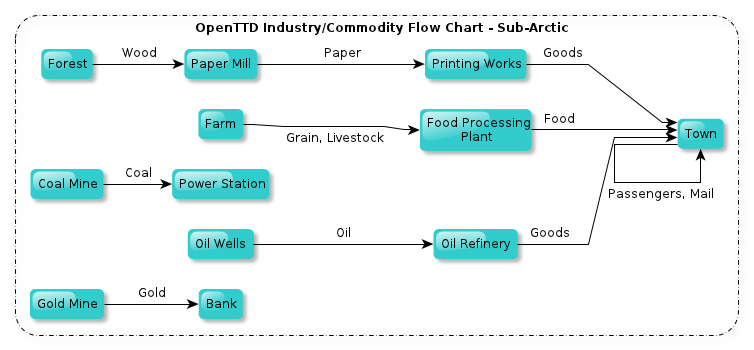 OpenTTD Industry/Commodity Flow Chart - Sub-Arctic
Forest
Wood
Paper Mill
Paper
Printing Works
Goods
Farm
Grain, Livestock
Food Processing
Plant
Food
Town
Passengers, Mail
Coal Mine
Coal
Power Station
Oil Wells
Oil
Oil Refinery
Goods
Gold Mine
Gold
Bank